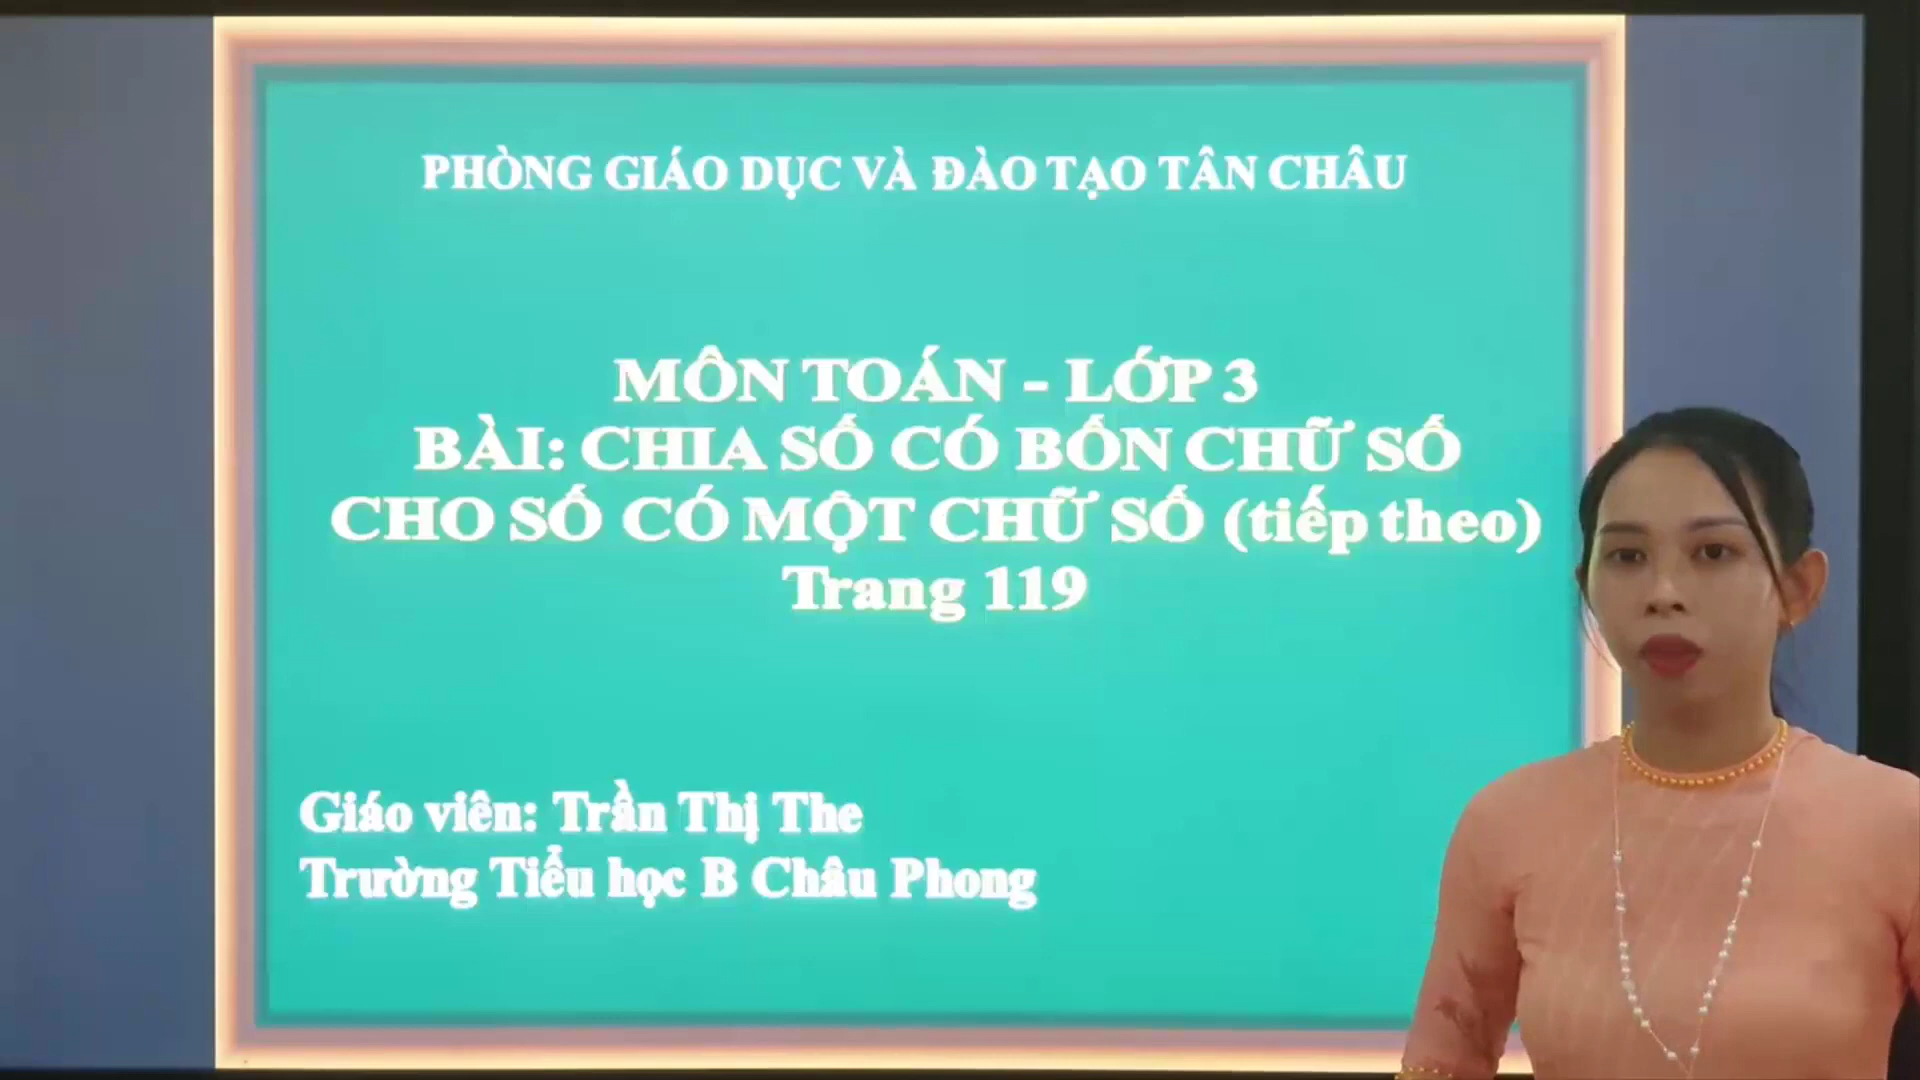 PHÒNG GIÁO DỤC VÀ ĐÀO TẠO TÂN CHÂU
MÔN TOÁN - LỚP 3
BÀI: CHIA SỐ CÓ BỐN CHỮ SỐ
CHO SỐ CÓ MỘT CHỮ SỐ (tiếp theo)
Trang 119
Giáo viên: Trần Thị The
Trường Tiểu học B Châu Phong